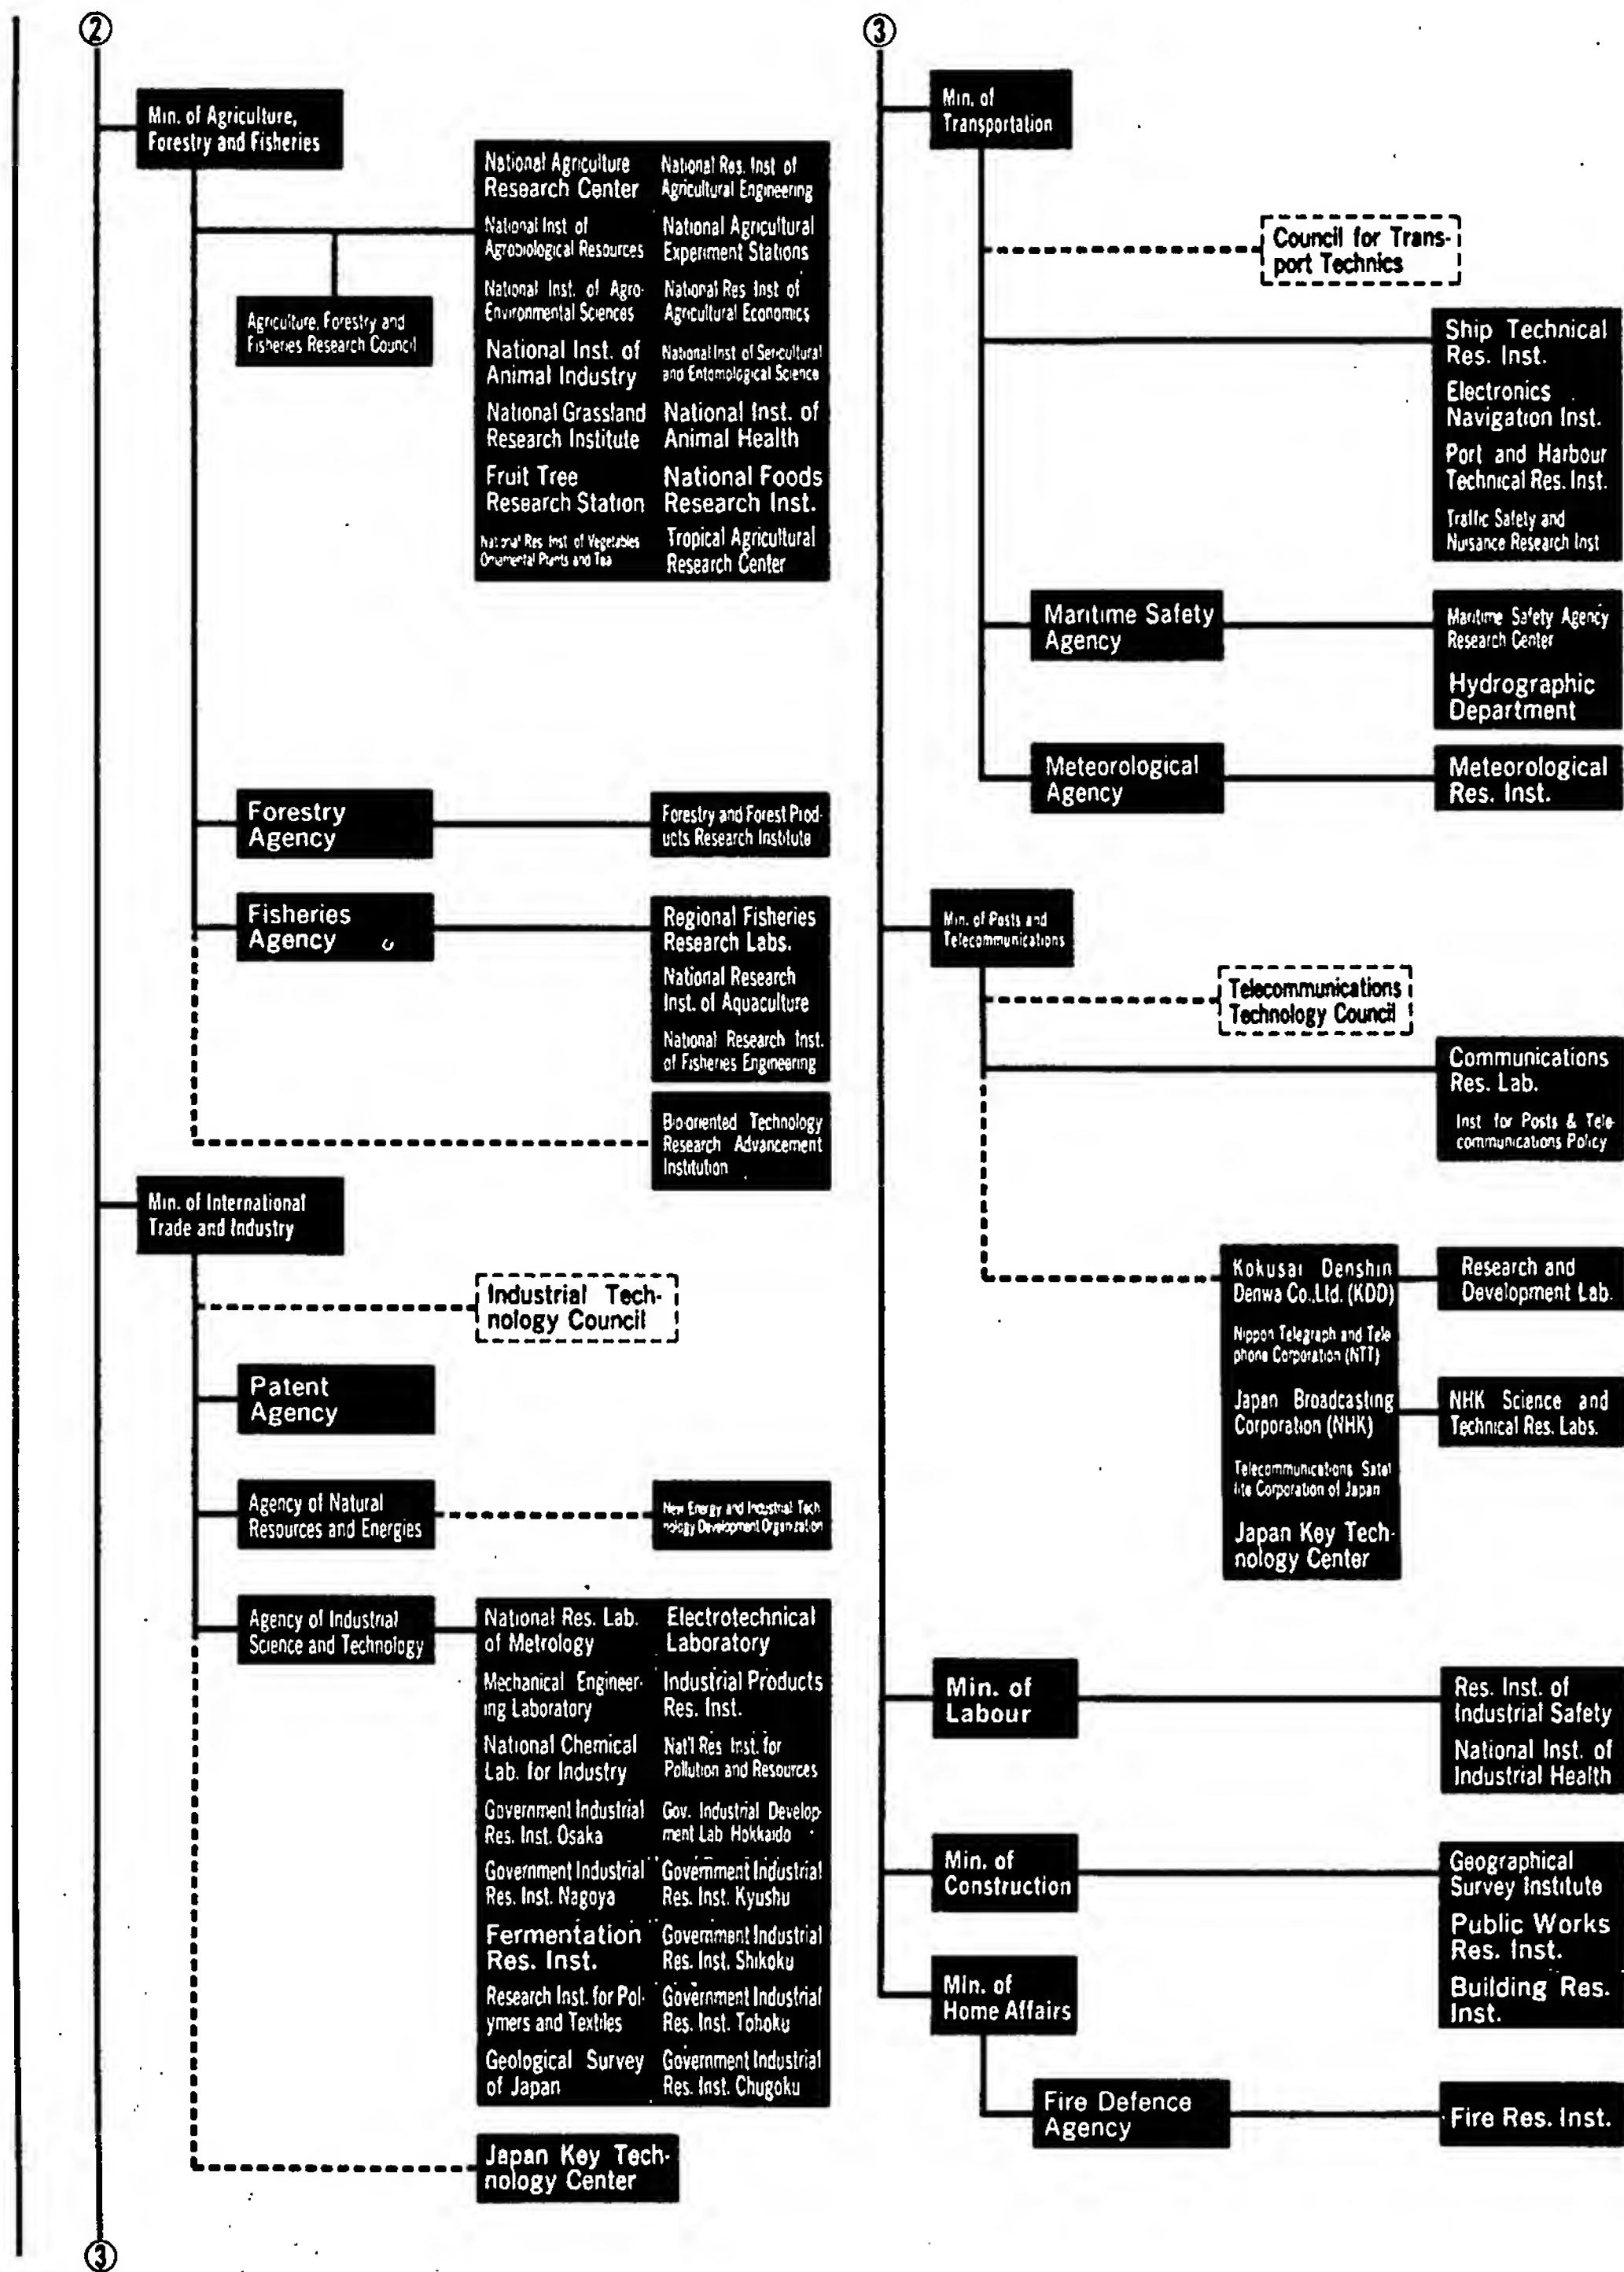 ②
Min. of Agriculture,
Forestry and Fisheries
National Agriculture
Research Center
National Res. Inst. of
Agricultural Engineering
National Inst of
Agrobiological Resources
National Agricultural
Experiment Stations
National Inst. of Agro-
Environmental Sciences
National Res Inst of
Agricultural Economics
Agriculture, Forestry and
Fisheries Research Council
National Inst. of
Animal Industry
National Inst of Sericultural
and Entomological Science
National Grassland
Research Institute
National Inst. of
Animal Health
Fruit Tree
Research Station
National Foods
Research Inst.
National Res Inst of Vegetables
Ornamental Plants and Tea
Tropical Agricultural
Research Center
Forestry
Agency
Forestry and Forest Prod-
ucts Research Institute
Fisheries
Agency
Regional Fisheries
Research Labs.
National Research
Inst. of Aquaculture
National Research Inst.
of Fisheries Engineering
Bio-oriented Technology
Research Advancement
Institution
Min. of International
Trade and Industry
Industrial Tech-
nology Council
Patent
Agency
Agency of Natural
Resources and Energies
New Energy and Industrial Tech
nology Development Organization
Agency of Industrial
Science and Technology
National Res. Lab.
of Metrology
Electrotechnical
Laboratory
Mechanical Engineer-
ing Laboratory
Industrial Products
Res. Inst.
National Chemical
Lab. for Industry
Nat'l Res Inst. for
Pollution and Resources
Government Industrial
Res. Inst. Osaka
Gov. Industrial Develop-
ment Lab Hokkaido
Government Industrial
Res. Inst. Nagoya
Government Industrial
Res. Inst. Kyushu
Fermentation
Res. Inst.
Government Industrial
Res. Inst. Shikoku
Research Inst. for Pol-
ymers and Textiles
Government Industrial
Res. Inst. Tohoku
Geological Survey
of Japan
Government Industrial
Res. Inst. Chugoku
Japan Key Tech-
nology Center
③
③
Min. of
Transportation
Council for Trans-
port Technics
Ship Technical
Res. Inst.
Electronics
Navigation Inst.
Port and Harbour
Technical Res. Inst.
Traffic Safety and
Nuisance Research Inst
Maritime Safety
Agency
Maritime Safety Agency
Research Center
Hydrographic
Department
Meteorological
Agency
Meteorological
Res. Inst.
Min. of Posts and
Telecommunications
Telecommunications
Technology Council
Communications
Res. Lab.
Inst for Posts & Tele-
communications Policy
Kokusai Denshin
Denwa Co.,Ltd. (KDD)
Research and
Development Lab.
Nippon Telegraph and Tele
phone Corporation (NTT)
Japan Broadcasting
Corporation (NHK)
NHK Science and
Technical Res. Labs.
Telecommunications Satel
lite Corporation of Japan
Japan Key Tech-
nology Center
Min. of
Labour
Res. Inst. of
Industrial Safety
National Inst. of
Industrial Health
Min. of
Construction
Geographical
Survey Institute
Public Works
Res. Inst.
Building Res.
Inst.
Min. of
Home Affairs
Fire Defence
Agency
Fire Res. Inst.